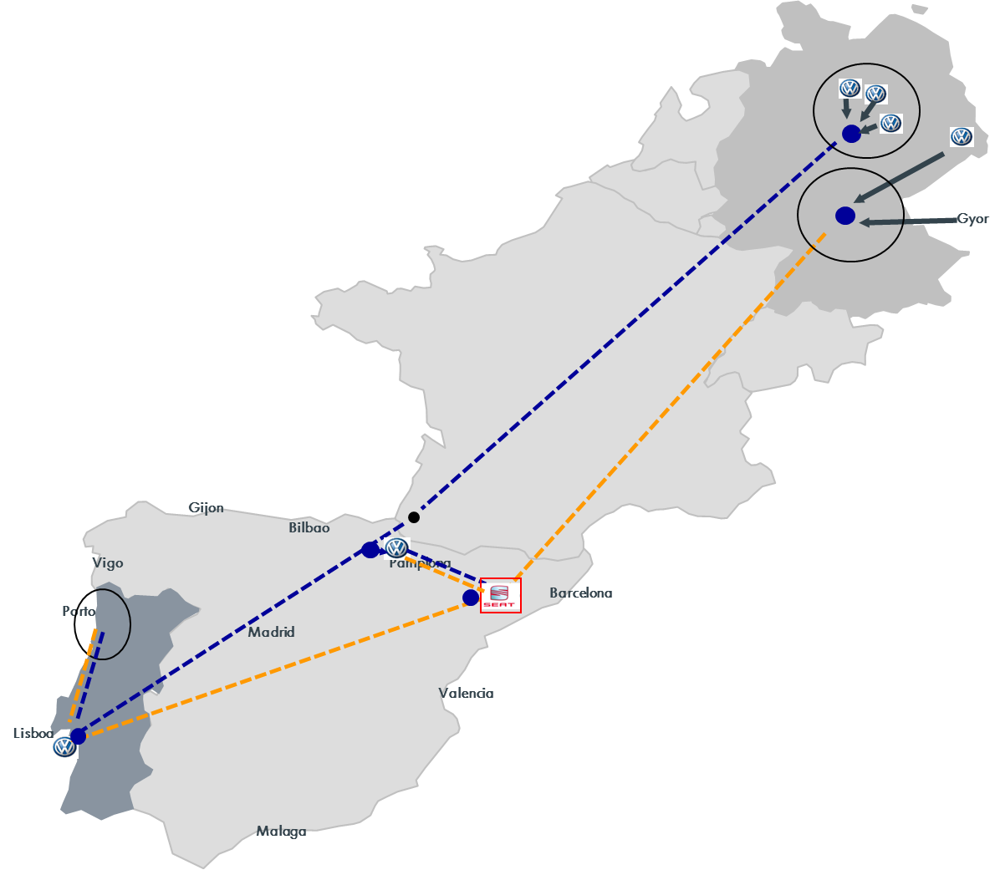 Gyor
Gijon
Bilbao
Vigo
Pamplona
Barcelona
SEAT
Porto
Madrid
Valencia
Lisboa
Malaga